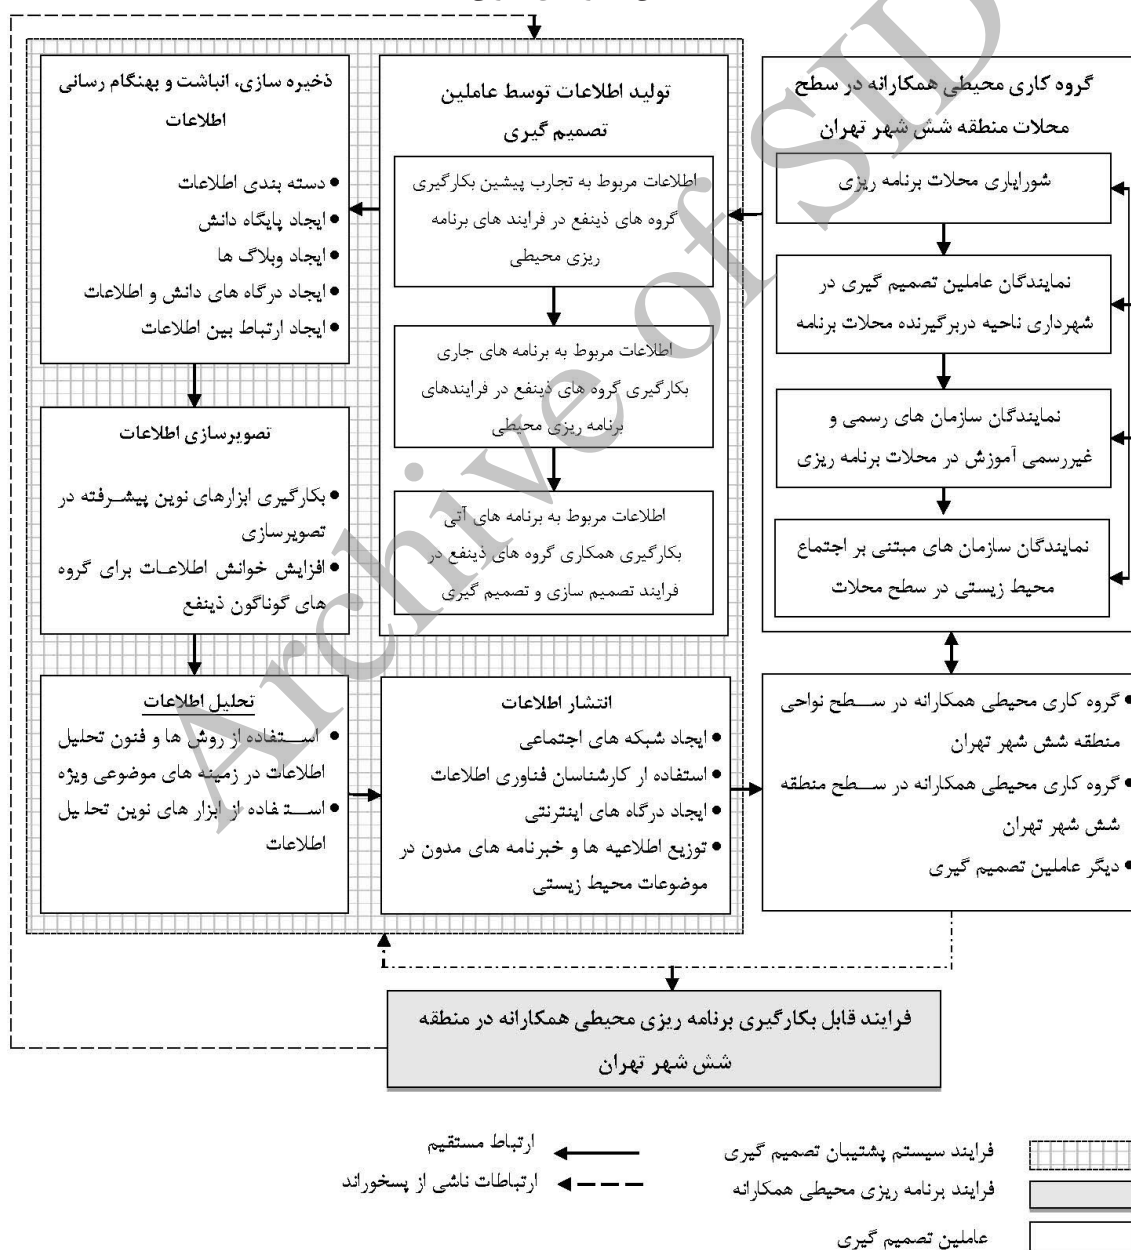 گروه کاری محیطی همکارانه در سطح
محلات منطقه شش شهر تهران
شورایاری محلات برنامه ریزی
نمایندگان عاملین تصمیم گیری در
شهرداری ناحیه دربرگیرنده محلات برنامه
نمایندگان سازمان های رسمی و
غیررسمی آموزش در محلات برنامه ریزی
نمایندگان سازمان های مبتنی بر اجتماع
محیط زیستی در سطح محلات
تولید اطلاعات توسط عاملین
تصمیم گیری
اطلاعات مربوط به تجارب پیشین بکارگیری
گروه های ذینفع در فرایند های برنامه
ریزی محیطی
اطلاعات مربوط به برنامه های جاری
بکارگیری گروه های ذینفع در فرایندهای
برنامه ریزی محیطی
اطلاعات مربوط به برنامه های آتی
بکارگیری همکاری گروه های ذینفع در
فرایند تصمیم سازی و تصمیم گیری
ذخیره سازی، انباشت و بهنگام رسانی
اطلاعات
• دسته بندی اطلاعات
• ایجاد پایگاه دانش
• ایجاد وبلاگ ها
• ایجاد درگاه های دانش و اطلاعات
• ایجاد ارتباط بین اطلاعات
تصویرسازی اطلاعات
• بکارگیری ابزارهای نوین پیشرفته در
تصویرسازی
• افزایش خوانش اطلاعات برای گروه
های گوناگون ذینفع
تحلیل اطلاعات
• استفاده از روش ها و فنون تحلیل
اطلاعات در زمینه های موضوعی ویژه
• استفاده از ابزار های نوین تحلیل
اطلاعات
انتشار اطلاعات
• ایجاد شبکه های اجتماعی
• استفاده ار کارشناسان فناوری اطلاعات
• ایجاد درگاه های اینترنتی
• توزیع اطلاعیه ها و خبرنامه های مدون در
موضوعات محیط زیستی
• گروه کاری محیطی همکارانه در سطح نواحی
منطقه شش شهر تهران
• گروه کاری محیطی همکارانه در سطح منطقه
شش شهر تهران
• دیگر عاملین تصمیم گیری
فرایند قابل بکارگیری برنامه ریزی محیطی همکارانه در منطقه
شش شهر تهران
فرایند سیستم پشتیبان تصمیم گیری
فرایند برنامه ریزی محیطی همکارانه
عاملین تصمیم گیری
ارتباط مستقیم
ارتباطات ناشی از پسخوراند
Archive of SID